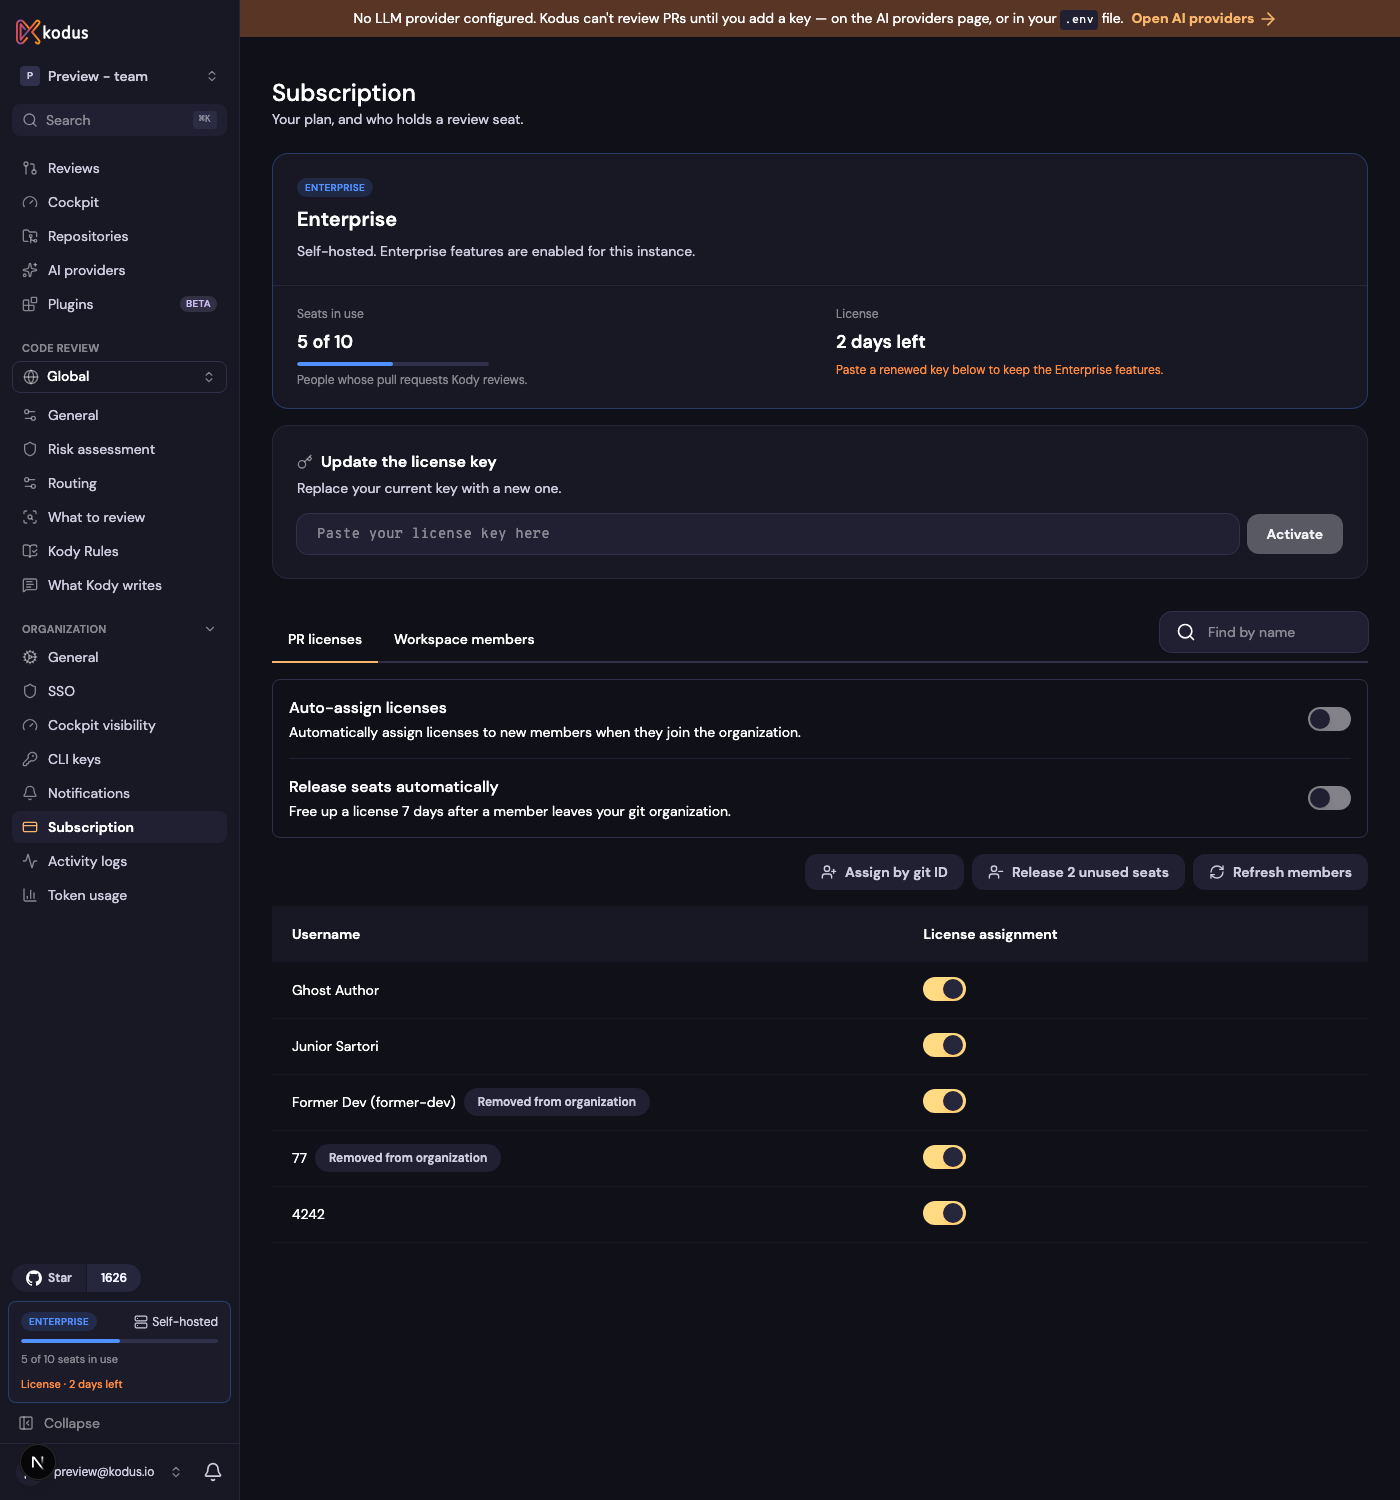 kodus
P Preview - team
Search ⌘K
Reviews
Cockpit
Repositories
AI providers
Plugins BETA
CODE REVIEW
Global
General
Risk assessment
Routing
What to review
Kody Rules
What Kody writes
ORGANIZATION
General
SSO
Cockpit visibility
CLI keys
Notifications
Subscription
Activity logs
Token usage
Star 1626
ENTERPRISE Self-hosted
5 of 10 seats in use
License · 2 days left
Collapse
N preview@kodus.io
No LLM provider configured. Kodus can't review PRs until you add a key — on the AI providers page, or in your .env file. Open AI providers →
Subscription
Your plan, and who holds a review seat.
ENTERPRISE
Enterprise
Self-hosted. Enterprise features are enabled for this instance.
Seats in use
5 of 10
People whose pull requests Kody reviews.
License
2 days left
Paste a renewed key below to keep the Enterprise features.
Update the license key
Replace your current key with a new one.
Paste your license key here
Activate
PR licenses Workspace members
Find by name
Auto-assign licenses
Automatically assign licenses to new members when they join the organization.
Release seats automatically
Free up a license 7 days after a member leaves your git organization.
Assign by git ID Release 2 unused seats Refresh members
Username License assignment
Ghost Author
Junior Sartori
Former Dev (former-dev) Removed from organization
77 Removed from organization
4242